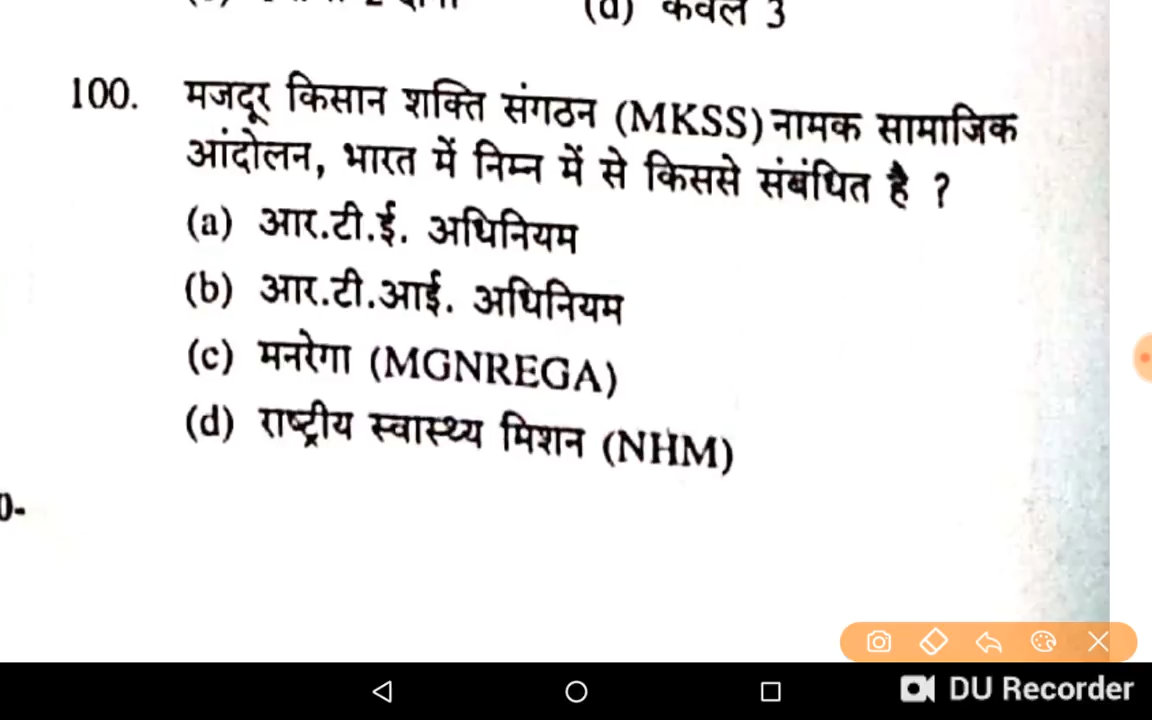 (d) केवल 3
100. मजदूर किसान शक्ति संगठन (MKSS) नामक सामाजिक
आंदोलन, भारत में निम्न में से किससे संबंधित है ?
(a) आर.टी.ई. अधिनियम
(b) आर.टी.आई. अधिनियम
(c) मनरेगा (MGNREGA)
(d) राष्ट्रीय स्वास्थ्य मिशन (NHM)
0-
DU Recorder